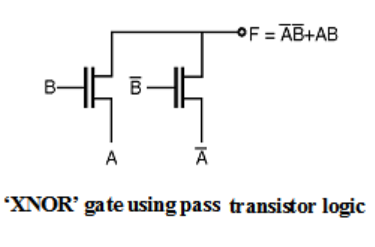 F = A̅B̅+AB
B
B̅
A
A̅
‘XNOR’ gate using pass transistor logic